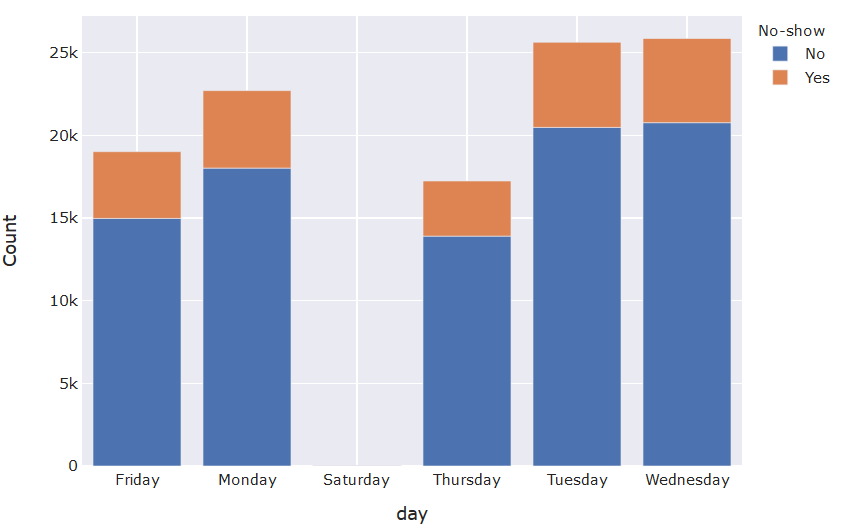 No-show
No
Yes
25k
20k
15k
10k
5k
0
Count
Friday
Monday
Saturday
Thursday
Tuesday
Wednesday
day